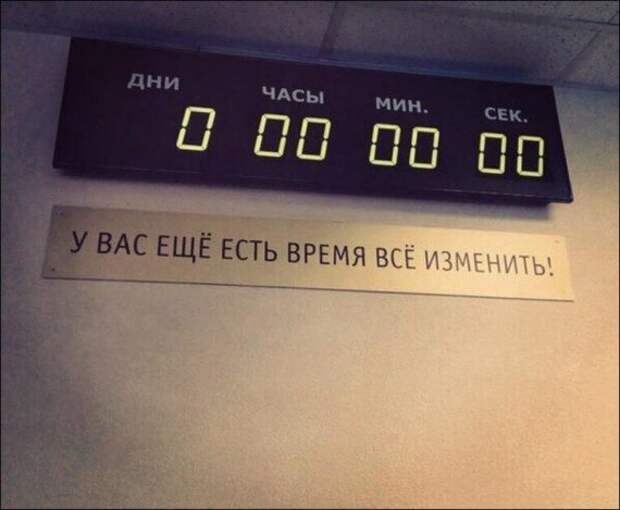 ДНИ ЧАСЫ МИН. СЕК.
0 00 00 00
У ВАС ЕЩЁ ЕСТЬ ВРЕМЯ ВСЁ ИЗМЕНИТЬ!